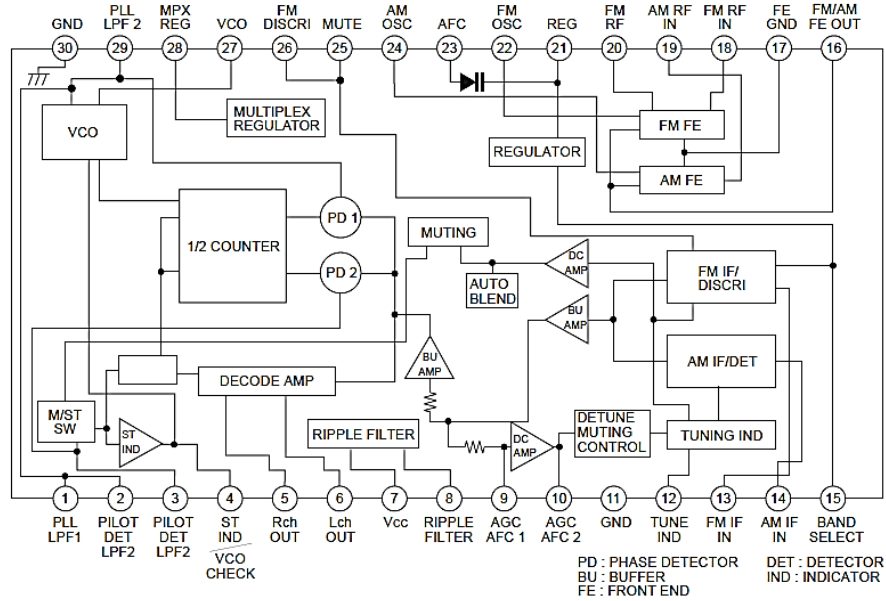 GND
PLL
LPF 2
MPX
REG
VCO
FM
DISCRI
MUTE
AM
OSC
AFC
FM
OSC
REG
FM
RF
AM RF
IN
FM RF
IN
FE
GND
FM/AM
FE OUT
30
29
28
27
26
25
24
23
22
21
20
19
18
17
16
VCO
MULTIPLEX
REGULATOR
REGULATOR
FM FE
AM FE
1/2 COUNTER
PD 1
PD 2
MUTING
AUTO
BLEND
DC
AMP
BU
AMP
FM IF/
DISCRI
AM IF/DET
BU
AMP
DECODE AMP
M/ST
SW
ST
IND
RIPPLE FILTER
DC
AMP
DETUNE
MUTING
CONTROL
TUNING IND
1
2
3
4
5
6
7
8
9
10
11
12
13
14
15
PLL
LPF1
PILOT
DET
LPF2
PILOT
DET
LPF2
ST
IND
VCO
CHECK
Rch
OUT
Lch
OUT
Vcc
RIPPLE
FILTER
AGC
AFC 1
AGC
AFC 2
GND
TUNE
IND
FM IF
IN
AM IF
IN
BAND
SELECT
PD : PHASE DETECTOR
BU : BUFFER
FE : FRONT END
DET : DETECTOR
IND : INDICATOR